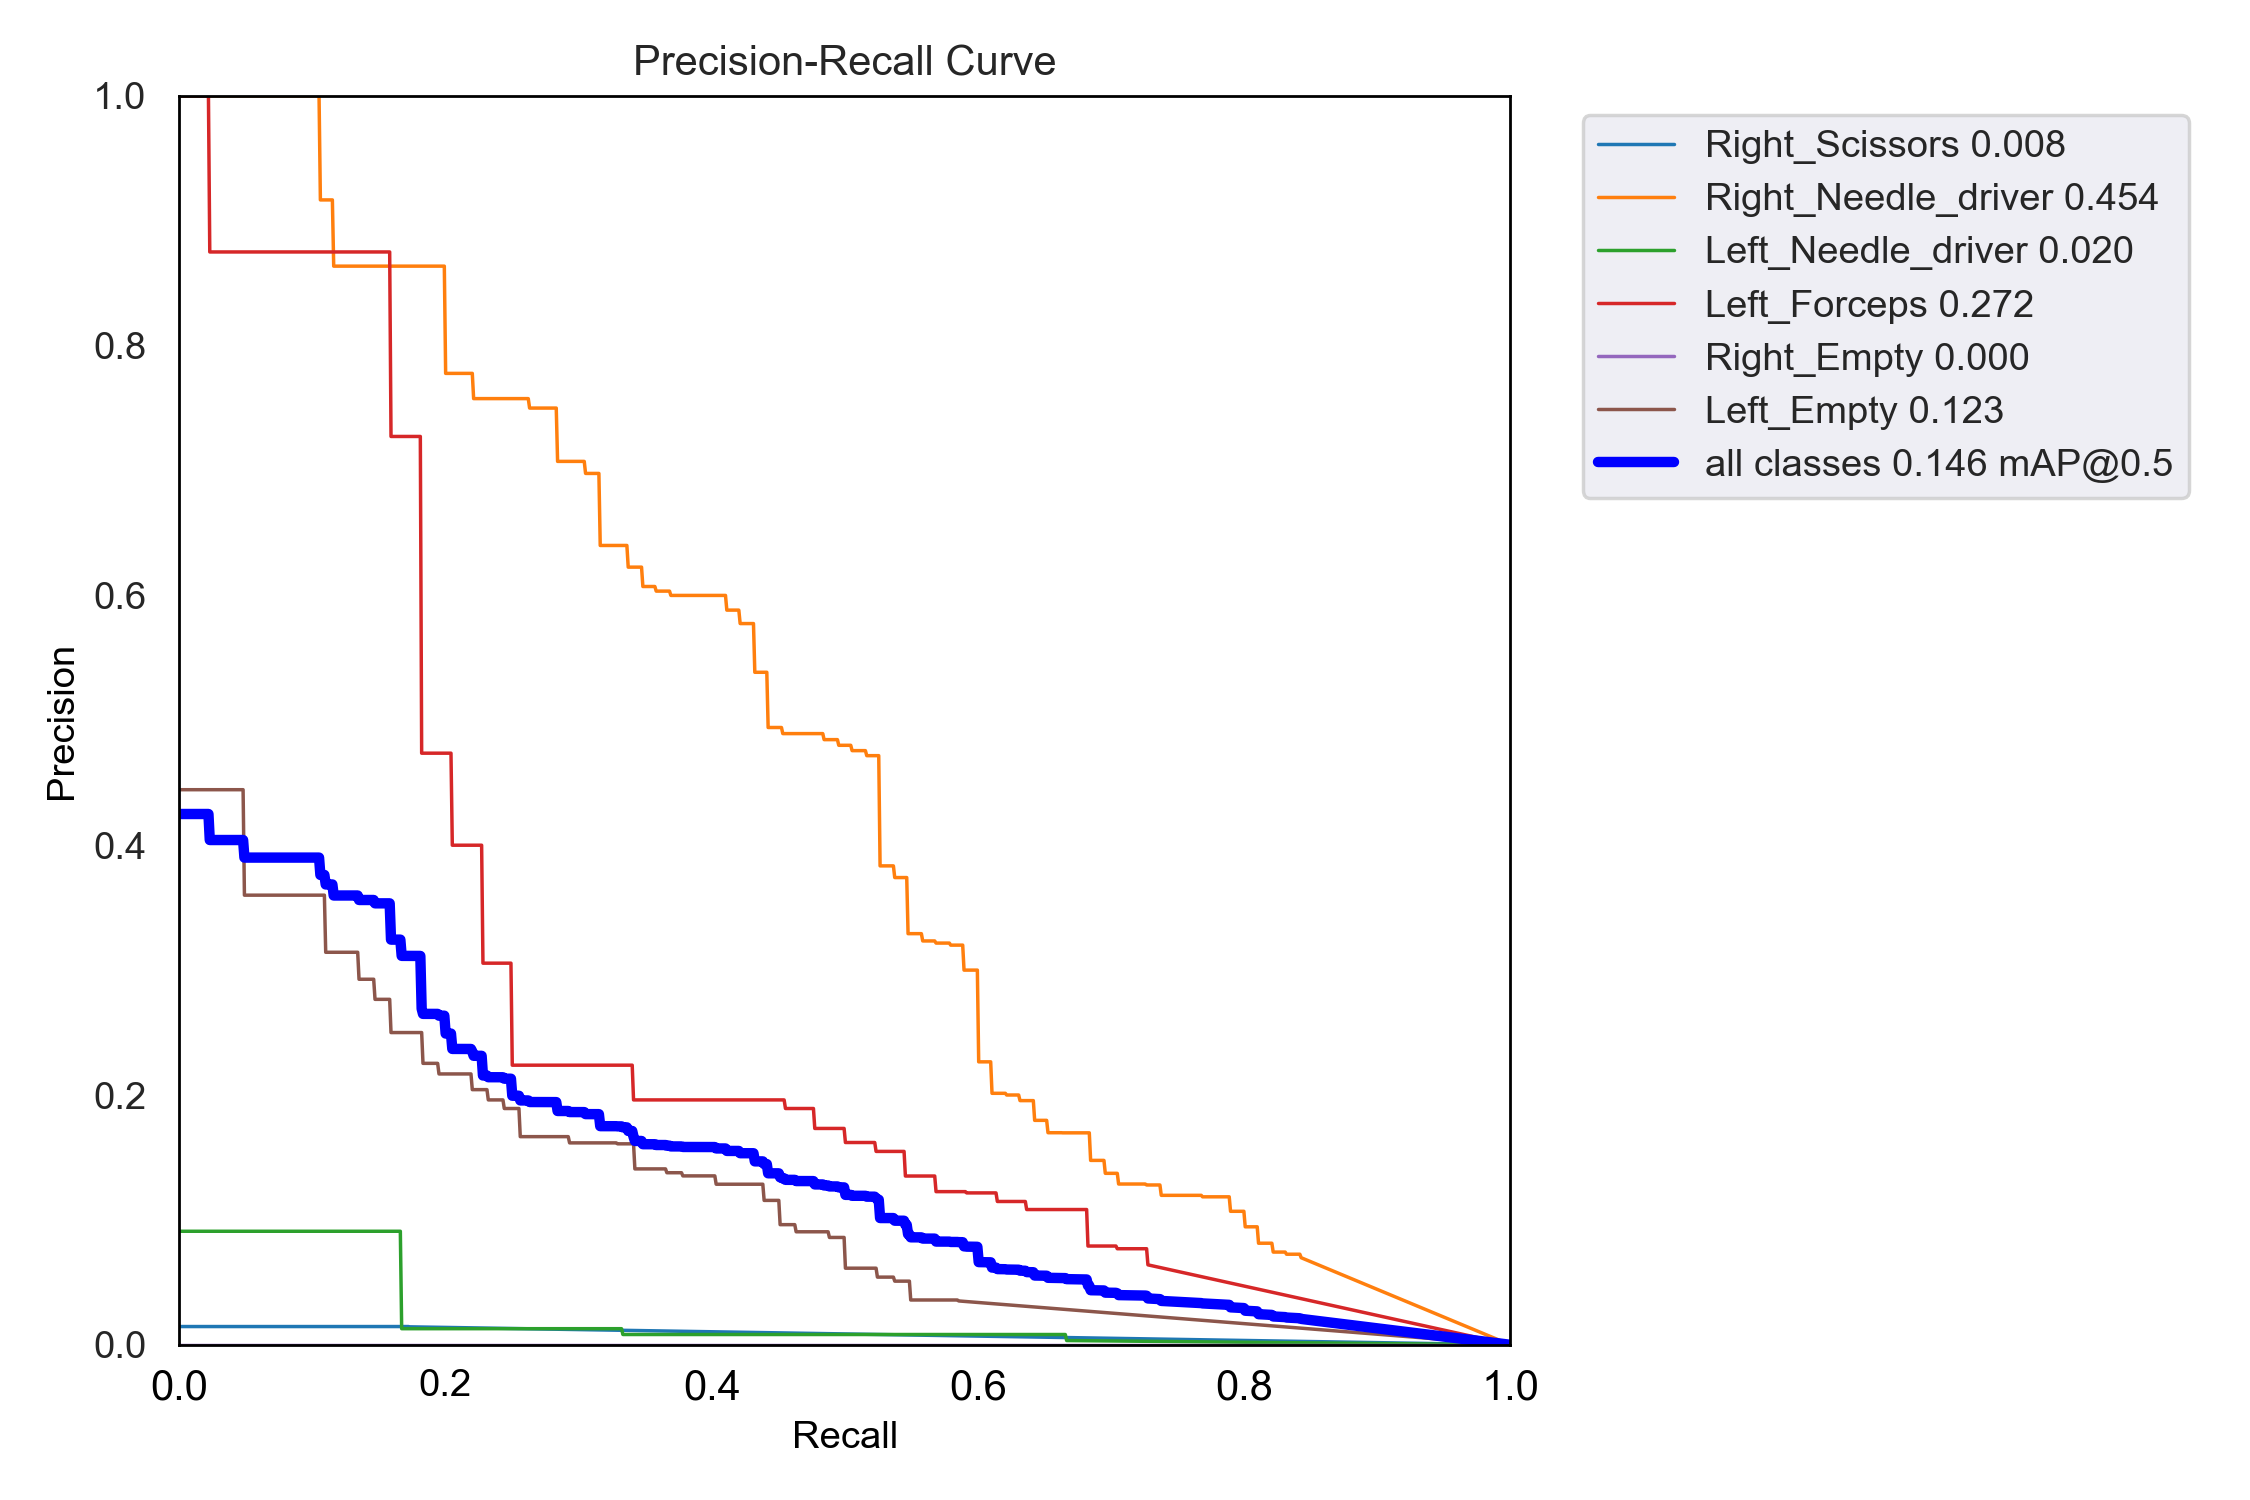 Precision-Recall Curve
1.0
0.8
0.6
0.4
0.2
0.0
Precision
0.0 0.2 0.4 0.6 0.8 1.0
Recall
Right_Scissors 0.008
Right_Needle_driver 0.454
Left_Needle_driver 0.020
Left_Forceps 0.272
Right_Empty 0.000
Left_Empty 0.123
all classes 0.146 mAP@0.5